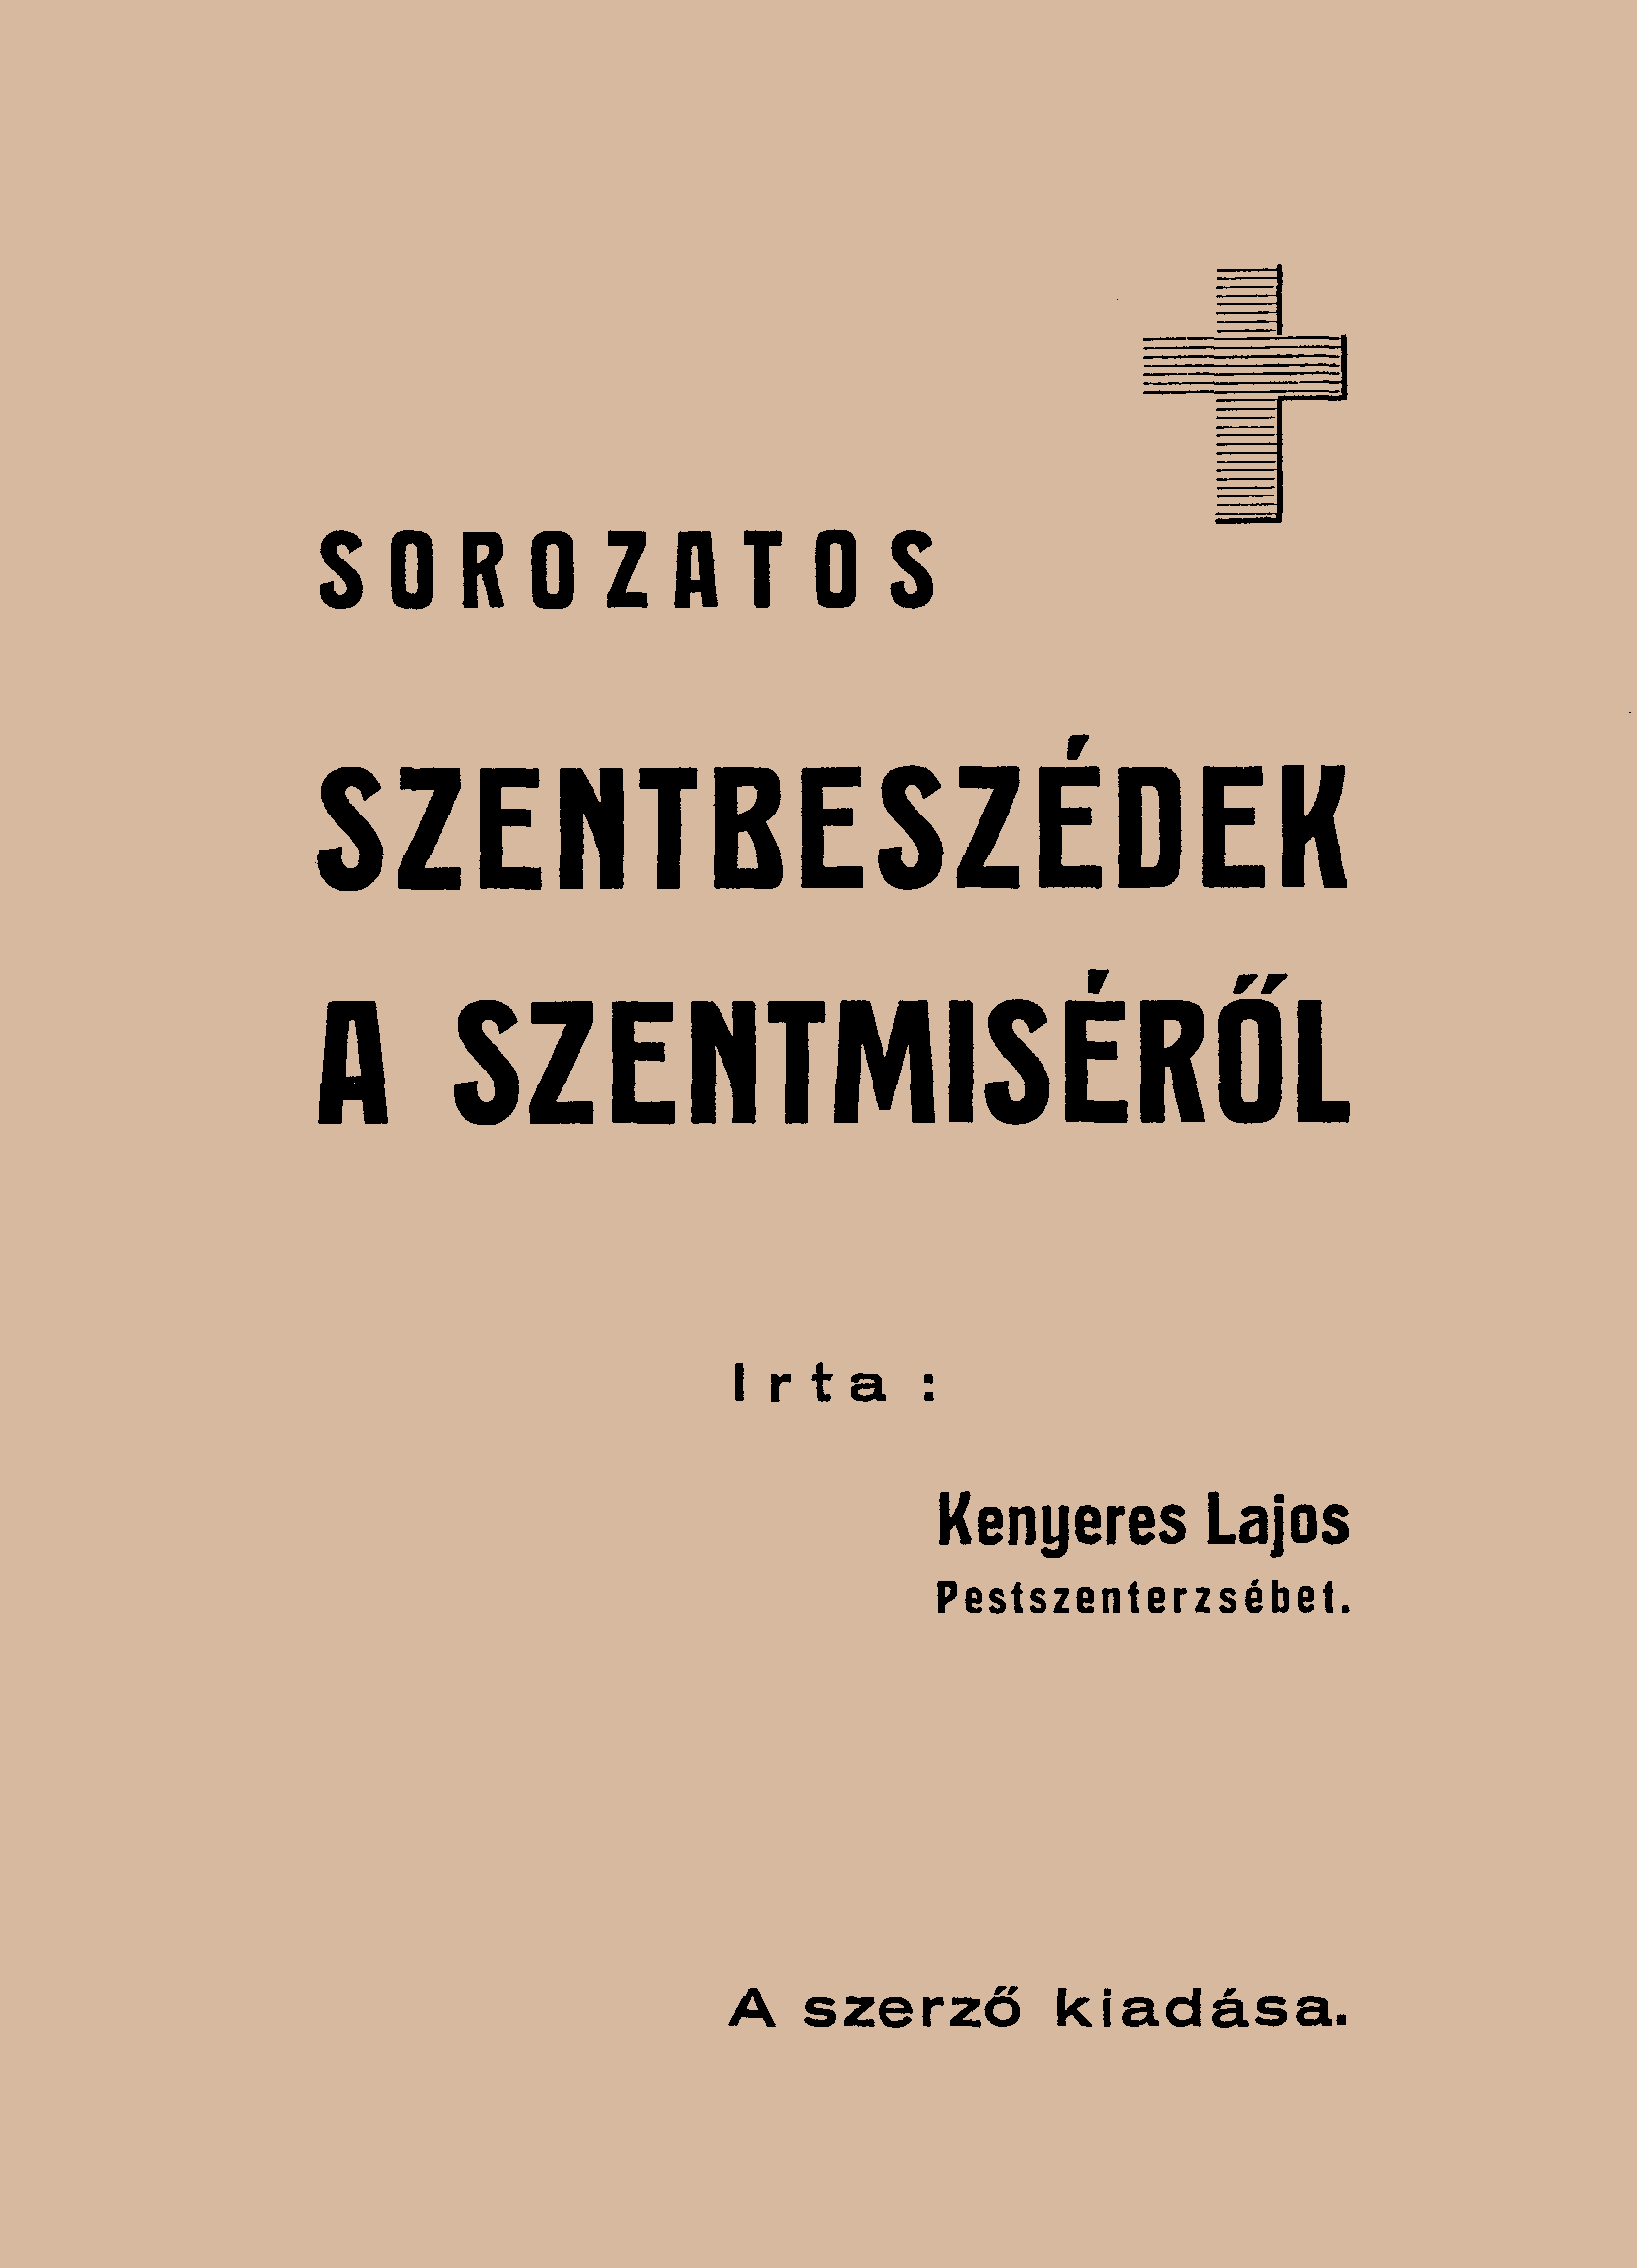 SOROZATOS
SZENTBESZÉDEK
A SZENTMISÉRŐL
Irta :
Kenyeres Lajos
Pestszenterzsébet.
A szerző kiadása.